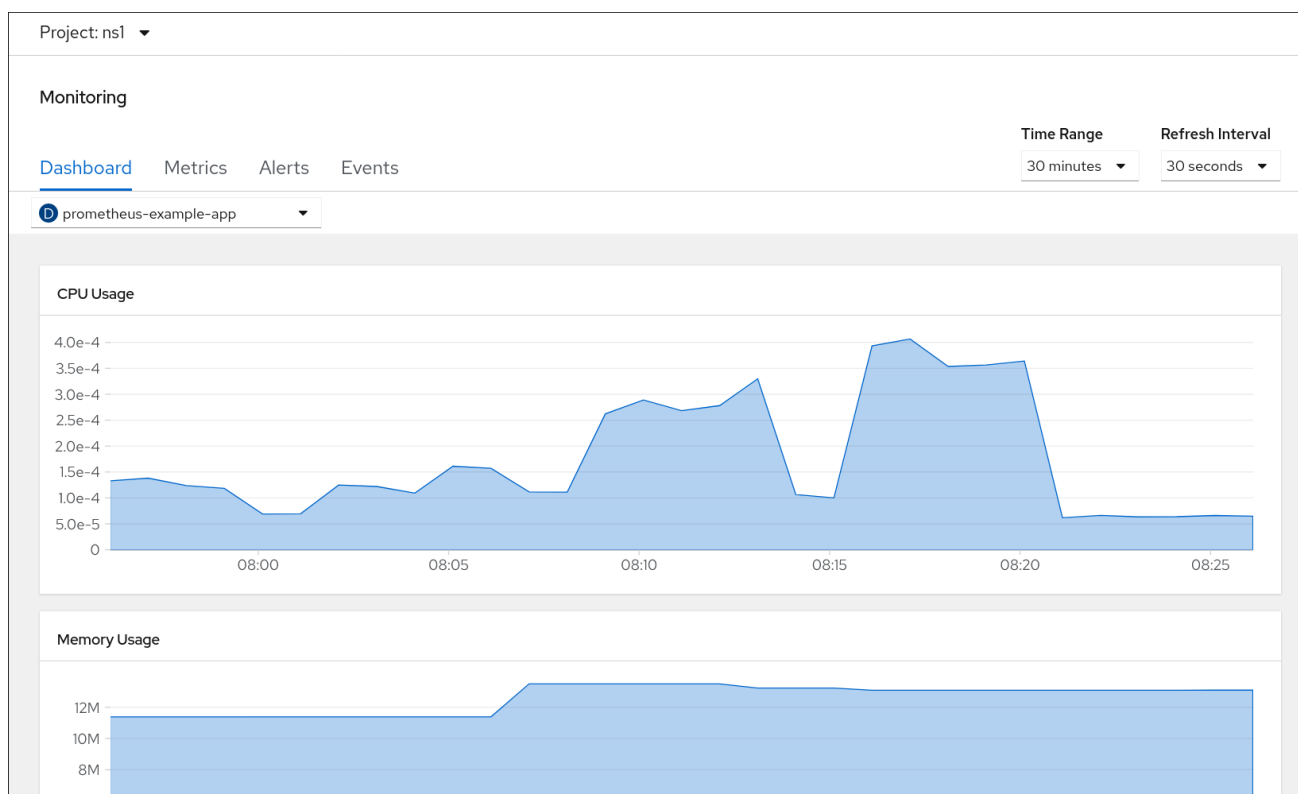 Project: ns1
Monitoring
Time Range Refresh Interval
Dashboard Metrics Alerts Events 30 minutes 30 seconds
D prometheus-example-app
CPU Usage
4.0e-4
3.5e-4
3.0e-4
2.5e-4
2.0e-4
1.5e-4
1.0e-4
5.0e-5
0
08:00 08:05 08:10 08:15 08:20 08:25
Memory Usage
12M
10M
8M